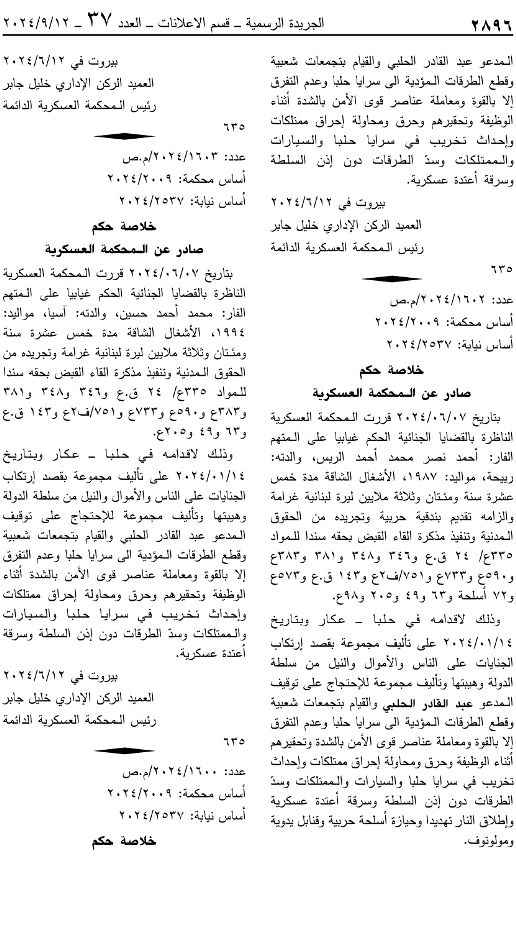 ٢٨٩٦
الجريدة الرسمية ــ قسم الاعلانات ــ العدد ٣٧ ــ ٢٠٢٤/٩/١٢
المدعو عبد القادر الحلبي والقيام بتجمعات شعبية
وقطع الطرقات المؤدية الى سرايا حلبا وعدم التفرق
إلا بالقوة ومعاملة عناصر قوى الأمن بالشدة أثناء
الوظيفة وتحقيرهم وحرق ومحاولة إحراق ممتلكات
وإحداث تخريب في سرايا حلبا والسيارات
والممتلكات وسدّ الطرقات دون إذن السلطة
وسرقة أعتدة عسكرية.
بيروت في ٢٠٢٤/٦/١٢
العميد الركن الإداري خليل جابر
رئيس المحكمة العسكرية الدائمة
٦٣٥
عدد: ٢٠٢٤/١٦٠٢/م.ص
أساس محكمة: ٢٠٢٤/٢٠٠٩
أساس نيابة: ٢٠٢٤/٢٥٣٧
خلاصة حكم
صادر عن المحكمة العسكرية
بتاريخ ٢٠٢٤/٠٦/٠٧ قررت المحكمة العسكرية
الناظرة بالقضايا الجنائية الحكم غيابيا على المتهم
الفار: أحمد نصر محمد أحمد الريس، والدته:
ربيحة، مواليد: ١٩٨٧، الأشغال الشاقة مدة خمس
عشرة سنة ومئتان وثلاثة ملايين ليرة لبنانية غرامة
والزامه تقديم بندقية حربية وتجريده من الحقوق
المدنية وتنفيذ مذكرة القاء القبض بحقه سندا للمواد
٣٣٥ع/ ٢٤ ق.ع و٣٤٦ و٣٤٨ و٣٨١ و٣٨٣ع
و٥٩٠ع و٧٣٣ع و٧٥١/ف٢ع و١٤٣ ق.ع و٥٧٣ع
و٧٢ أسلحة و٦٣ و٤٩ و٢٠٥ و٩٨ع.
وذلك لاقدامه في حلبا ــ عكار وبتاريخ
٢٠٢٤/٠١/١٤ على تأليف مجموعة بقصد إرتكاب
الجنايات على الناس والأموال والنيل من سلطة
الدولة وهيبتها وتأليف مجموعة للإحتجاج على توقيف
المدعو عبد القادر الحلبي والقيام بتجمعات شعبية
وقطع الطرقات المؤدية الى سرايا حلبا وعدم التفرق
إلا بالقوة ومعاملة عناصر قوى الأمن بالشدة وتحقيرهم
أثناء الوظيفة وحرق ومحاولة إحراق ممتلكات وإحداث
تخريب في سرايا حلبا والسيارات والممتلكات وسدّ
الطرقات دون إذن السلطة وسرقة أعتدة عسكرية
وإطلاق النار تهديدا وحيازة أسلحة حربية وقنابل يدوية
ومولوتوف.
بيروت في ٢٠٢٤/٦/١٢
العميد الركن الإداري خليل جابر
رئيس المحكمة العسكرية الدائمة
٦٣٥
عدد: ٢٠٢٤/١٦٠٣/م.ص
أساس محكمة: ٢٠٢٤/٢٠٠٩
أساس نيابة: ٢٠٢٤/٢٥٣٧
خلاصة حكم
صادر عن المحكمة العسكرية
بتاريخ ٢٠٢٤/٠٦/٠٧ قررت المحكمة العسكرية
الناظرة بالقضايا الجنائية الحكم غيابيا على المتهم
الفار: محمد أحمد حسين، والدته: آسيا، مواليد:
١٩٩٤، الأشغال الشاقة مدة خمس عشرة سنة
ومئتان وثلاثة ملايين ليرة لبنانية غرامة وتجريده من
الحقوق المدنية وتنفيذ مذكرة القاء القبض بحقه سندا
للمواد ٣٣٥ع/ ٢٤ ق.ع و٣٤٦ و٣٤٨ و٣٨١
و٣٨٣ع و٥٩٠ع و٧٣٣ع و٧٥١/ف٢ع و١٤٣ ق.ع
و٦٣ و٤٩ و٢٠٥ع.
وذلك لاقدامه في حلبا ــ عكار وبتاريخ
٢٠٢٤/٠١/١٤ على تأليف مجموعة بقصد إرتكاب
الجنايات على الناس والأموال والنيل من سلطة الدولة
وهيبتها وتأليف مجموعة للإحتجاج على توقيف
المدعو عبد القادر الحلبي والقيام بتجمعات شعبية
وقطع الطرقات المؤدية الى سرايا حلبا وعدم التفرق
إلا بالقوة ومعاملة عناصر قوى الأمن بالشدة أثناء
الوظيفة وتحقيرهم وحرق ومحاولة إحراق ممتلكات
وإحداث تخريب في سرايا حلبا والسيارات
والممتلكات وسدّ الطرقات دون إذن السلطة وسرقة
أعتدة عسكرية.
بيروت في ٢٠٢٤/٦/١٢
العميد الركن الإداري خليل جابر
رئيس المحكمة العسكرية الدائمة
٦٣٥
عدد: ٢٠٢٤/١٦٠٠/م.ص
أساس محكمة: ٢٠٢٤/٢٠٠٩
أساس نيابة: ٢٠٢٤/٢٥٣٧
خلاصة حكم